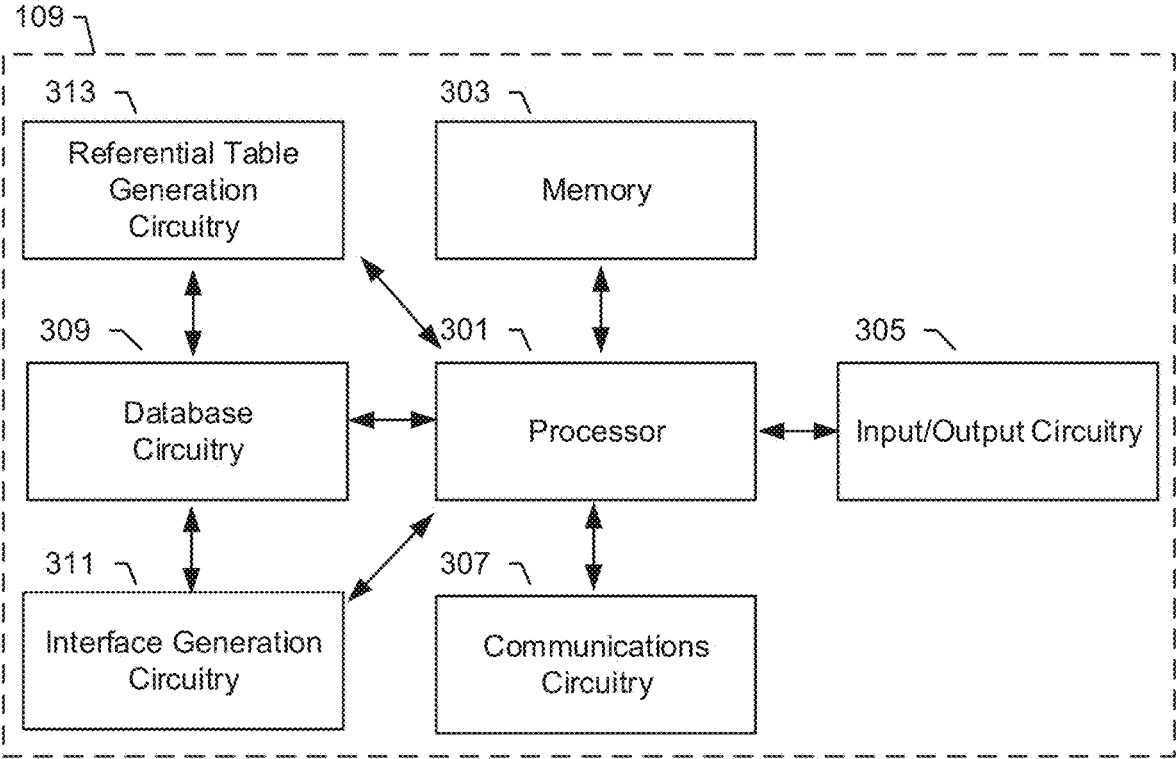 109
313
Referential Table
Generation
Circuitry
303
Memory
309
Database
Circuitry
301
Processor
305
Input/Output Circuitry
311
Interface Generation
Circuitry
307
Communications
Circuitry